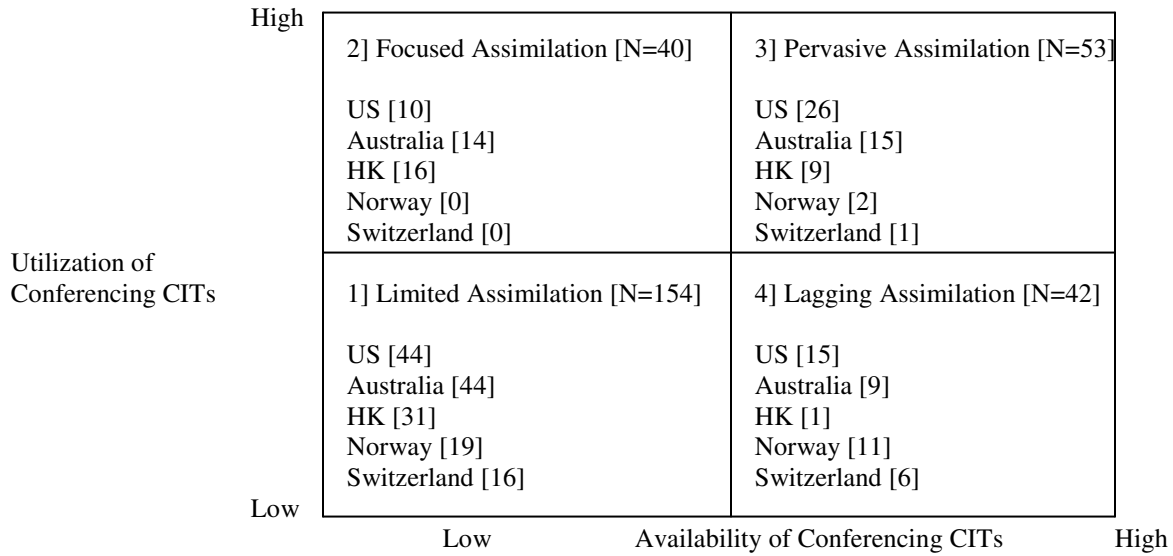 High
2] Focused Assimilation [N=40]
US [10]
Australia [14]
HK [16]
Norway [0]
Switzerland [0]
3] Pervasive Assimilation [N=53]
US [26]
Australia [15]
HK [9]
Norway [2]
Switzerland [1]
Utilization of
Conferencing CITs
1] Limited Assimilation [N=154]
US [44]
Australia [44]
HK [31]
Norway [19]
Switzerland [16]
4] Lagging Assimilation [N=42]
US [15]
Australia [9]
HK [1]
Norway [11]
Switzerland [6]
Low
Low Availability of Conferencing CITs High